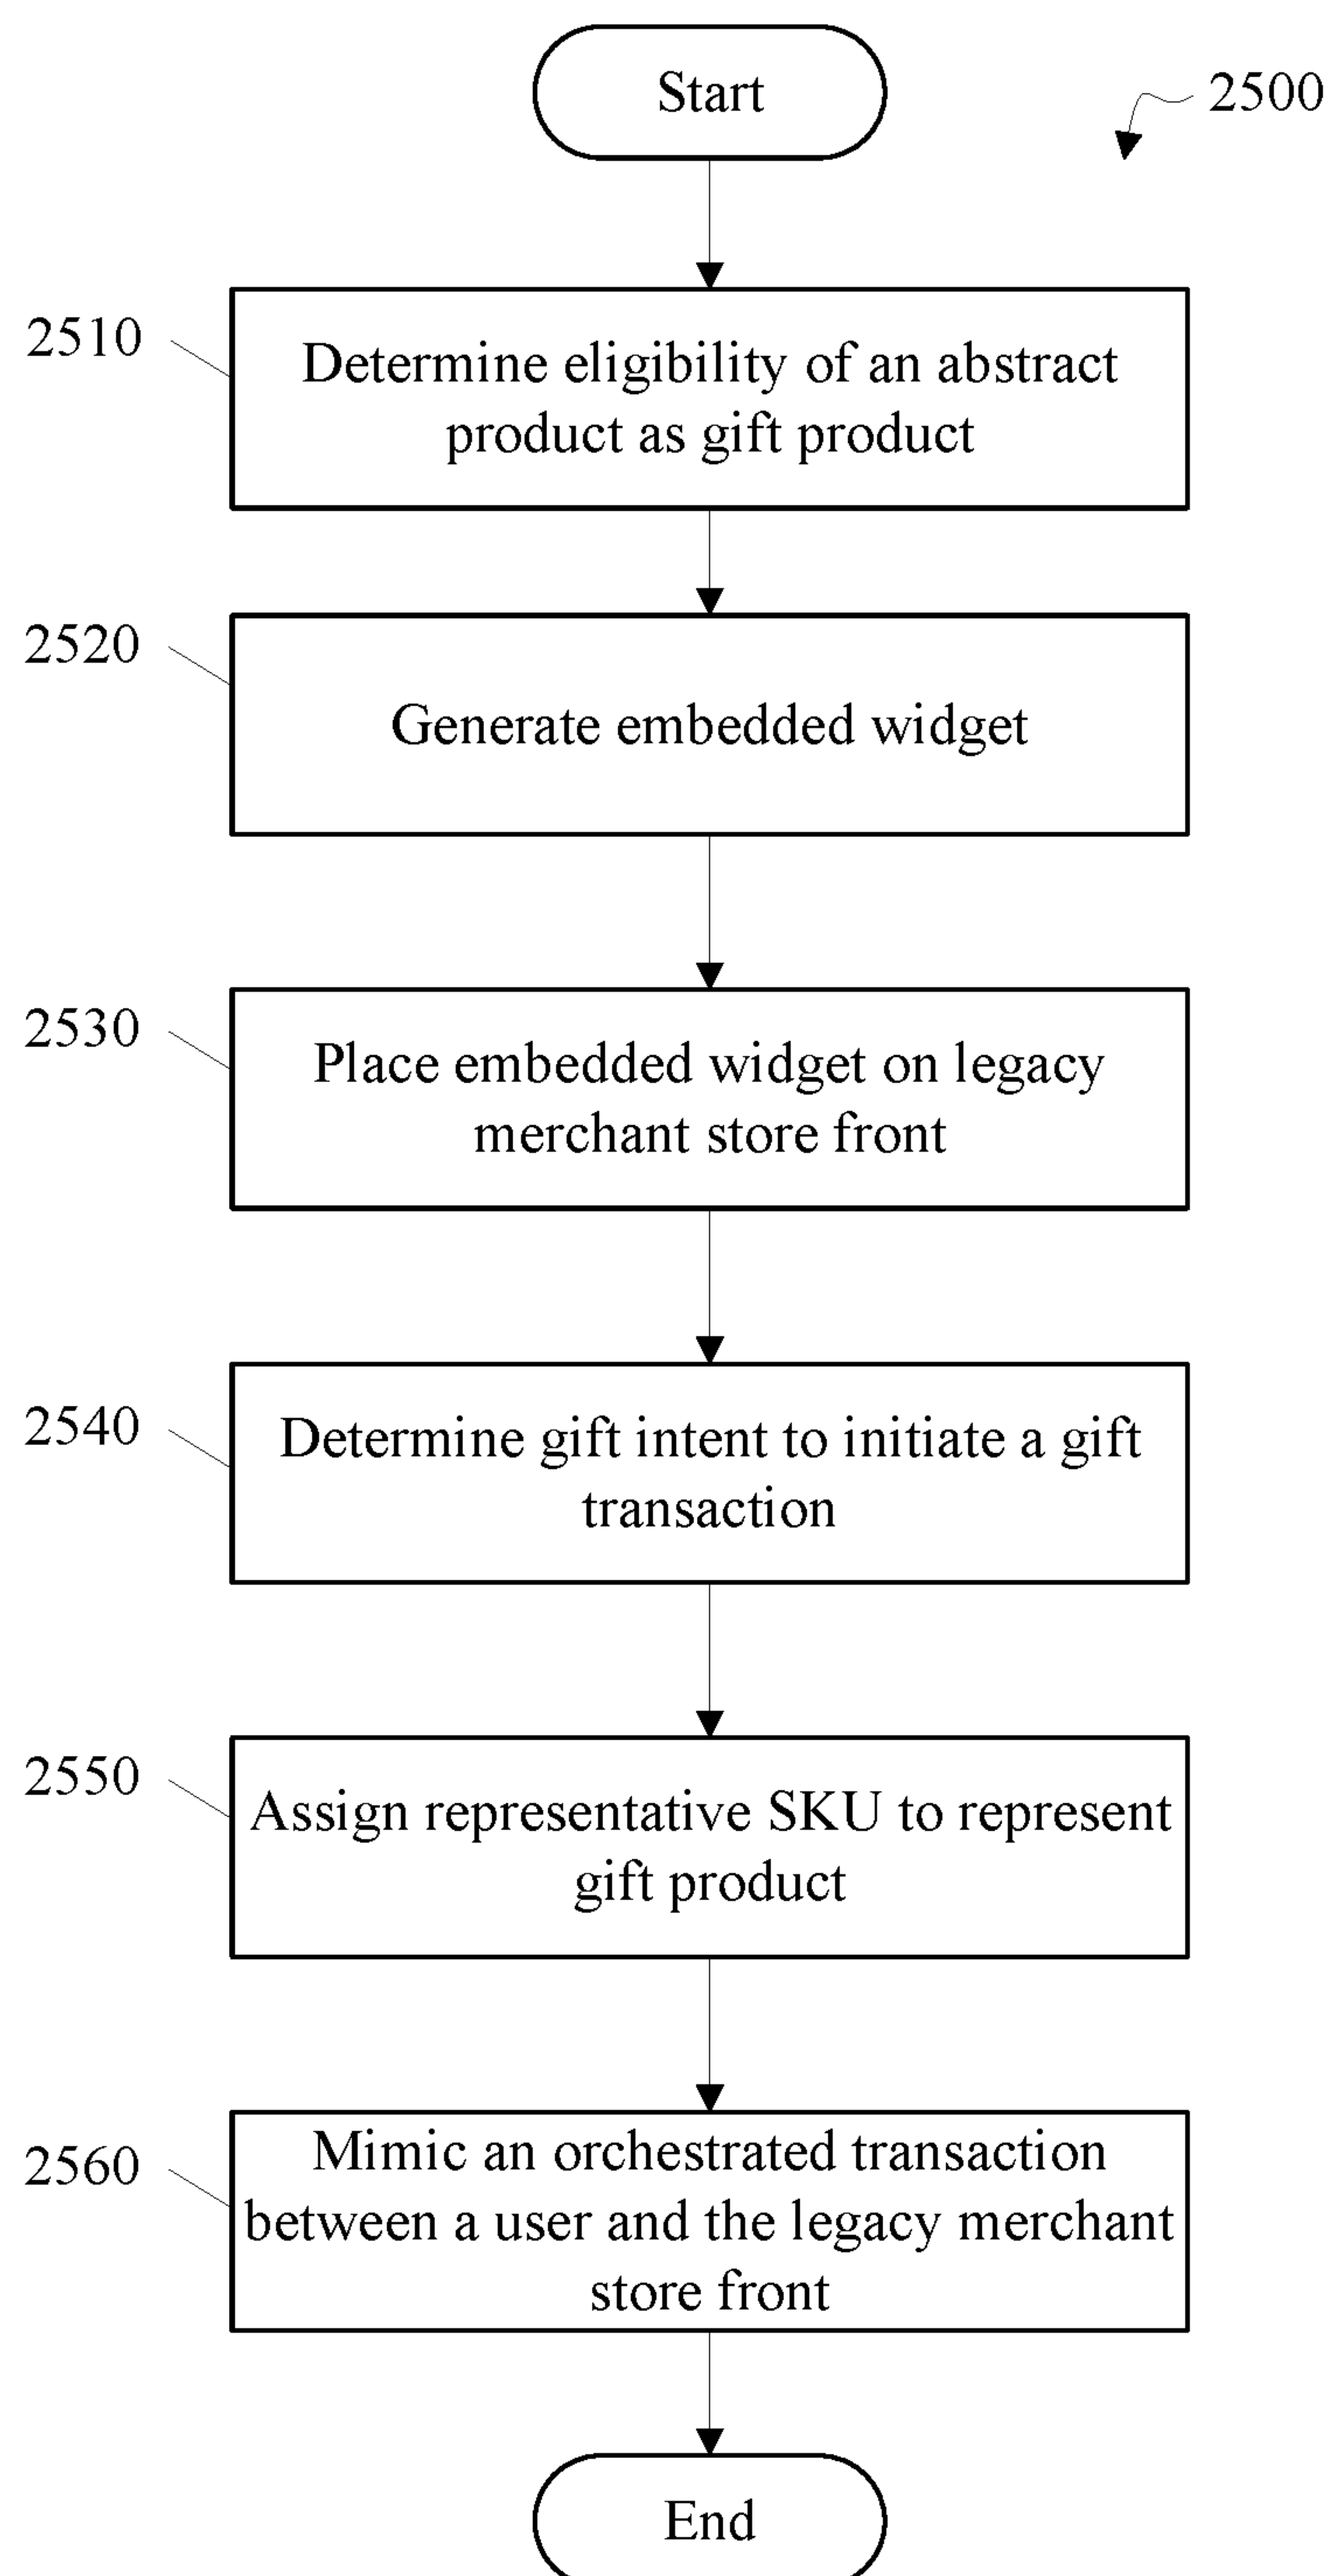 Start
2500
2510
Determine eligibility of an abstract
product as gift product
2520
Generate embedded widget
2530
Place embedded widget on legacy
merchant store front
2540
Determine gift intent to initiate a gift
transaction
2550
Assign representative SKU to represent
gift product
2560
Mimic an orchestrated transaction
between a user and the legacy merchant
store front
End